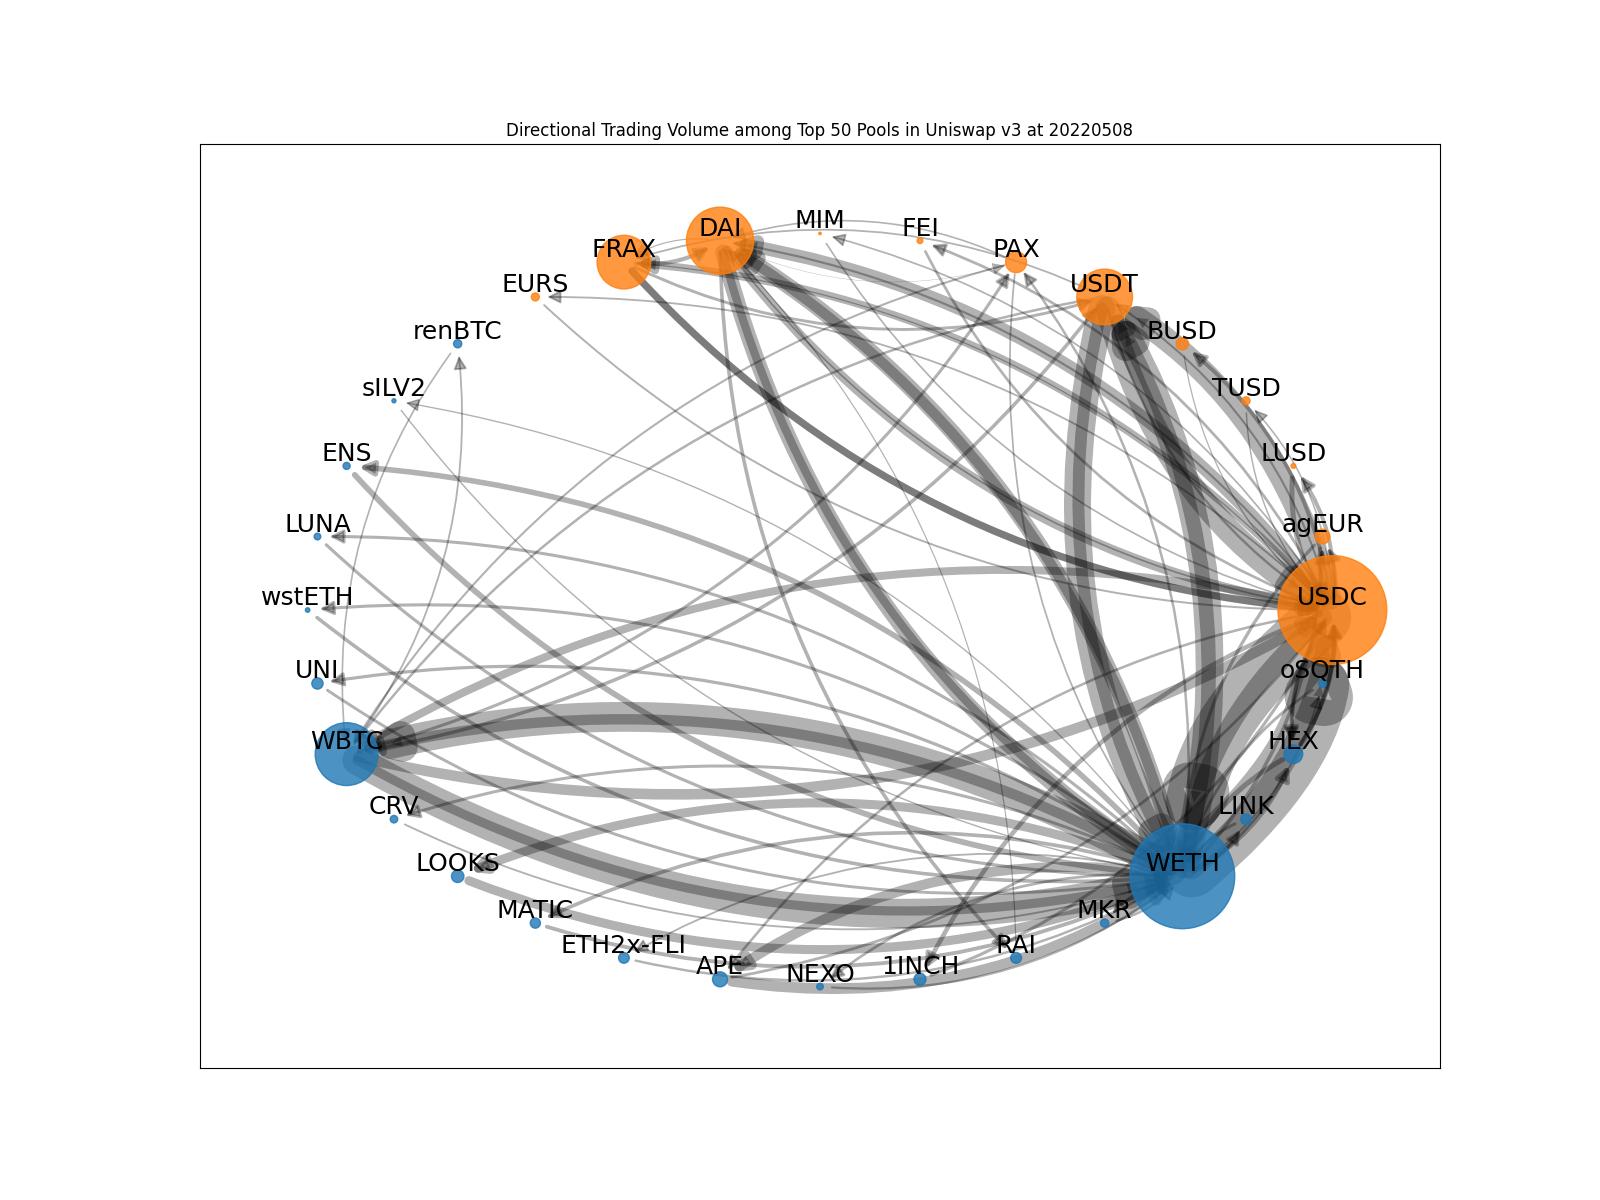 Directional Trading Volume among Top 50 Pools in Uniswap v3 at 20220508
MIM
DAI
FEI
FRAX
PAX
EURS
USDT
renBTC
BUSD
sILV2
TUSD
ENS
LUSD
LUNA
agEUR
wstETH
USDC
UNI
oSQTH
WBTC
HEX
CRV
LINK
LOOKS
WETH
MATIC
MKR
ETH2x-FLI
RAI
APE
1INCH
NEXO